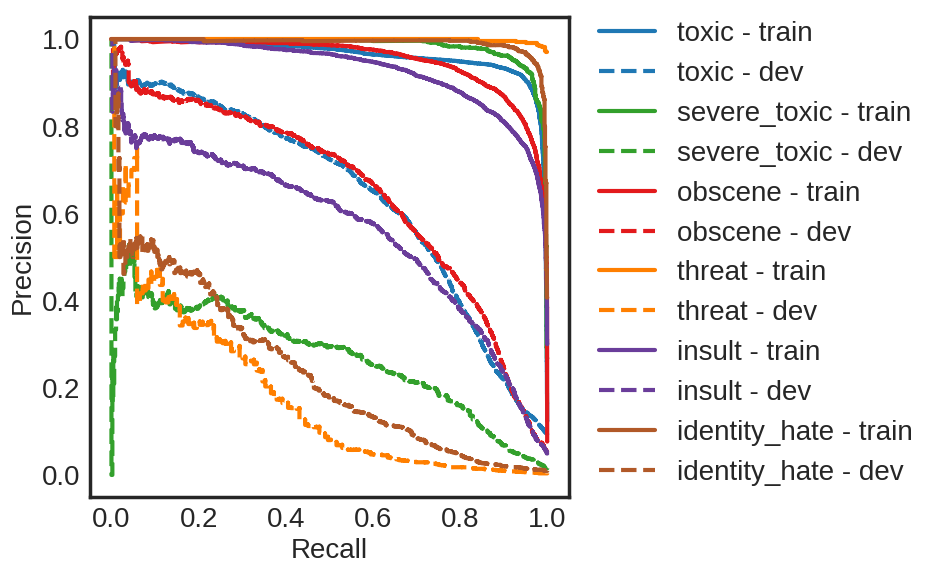 1.0
0.8
0.6
0.4
0.2
0.0
Precision
0.0 0.2 0.4 0.6 0.8 1.0
Recall
toxic - train
toxic - dev
severe_toxic - train
severe_toxic - dev
obscene - train
obscene - dev
threat - train
threat - dev
insult - train
insult - dev
identity_hate - train
identity_hate - dev